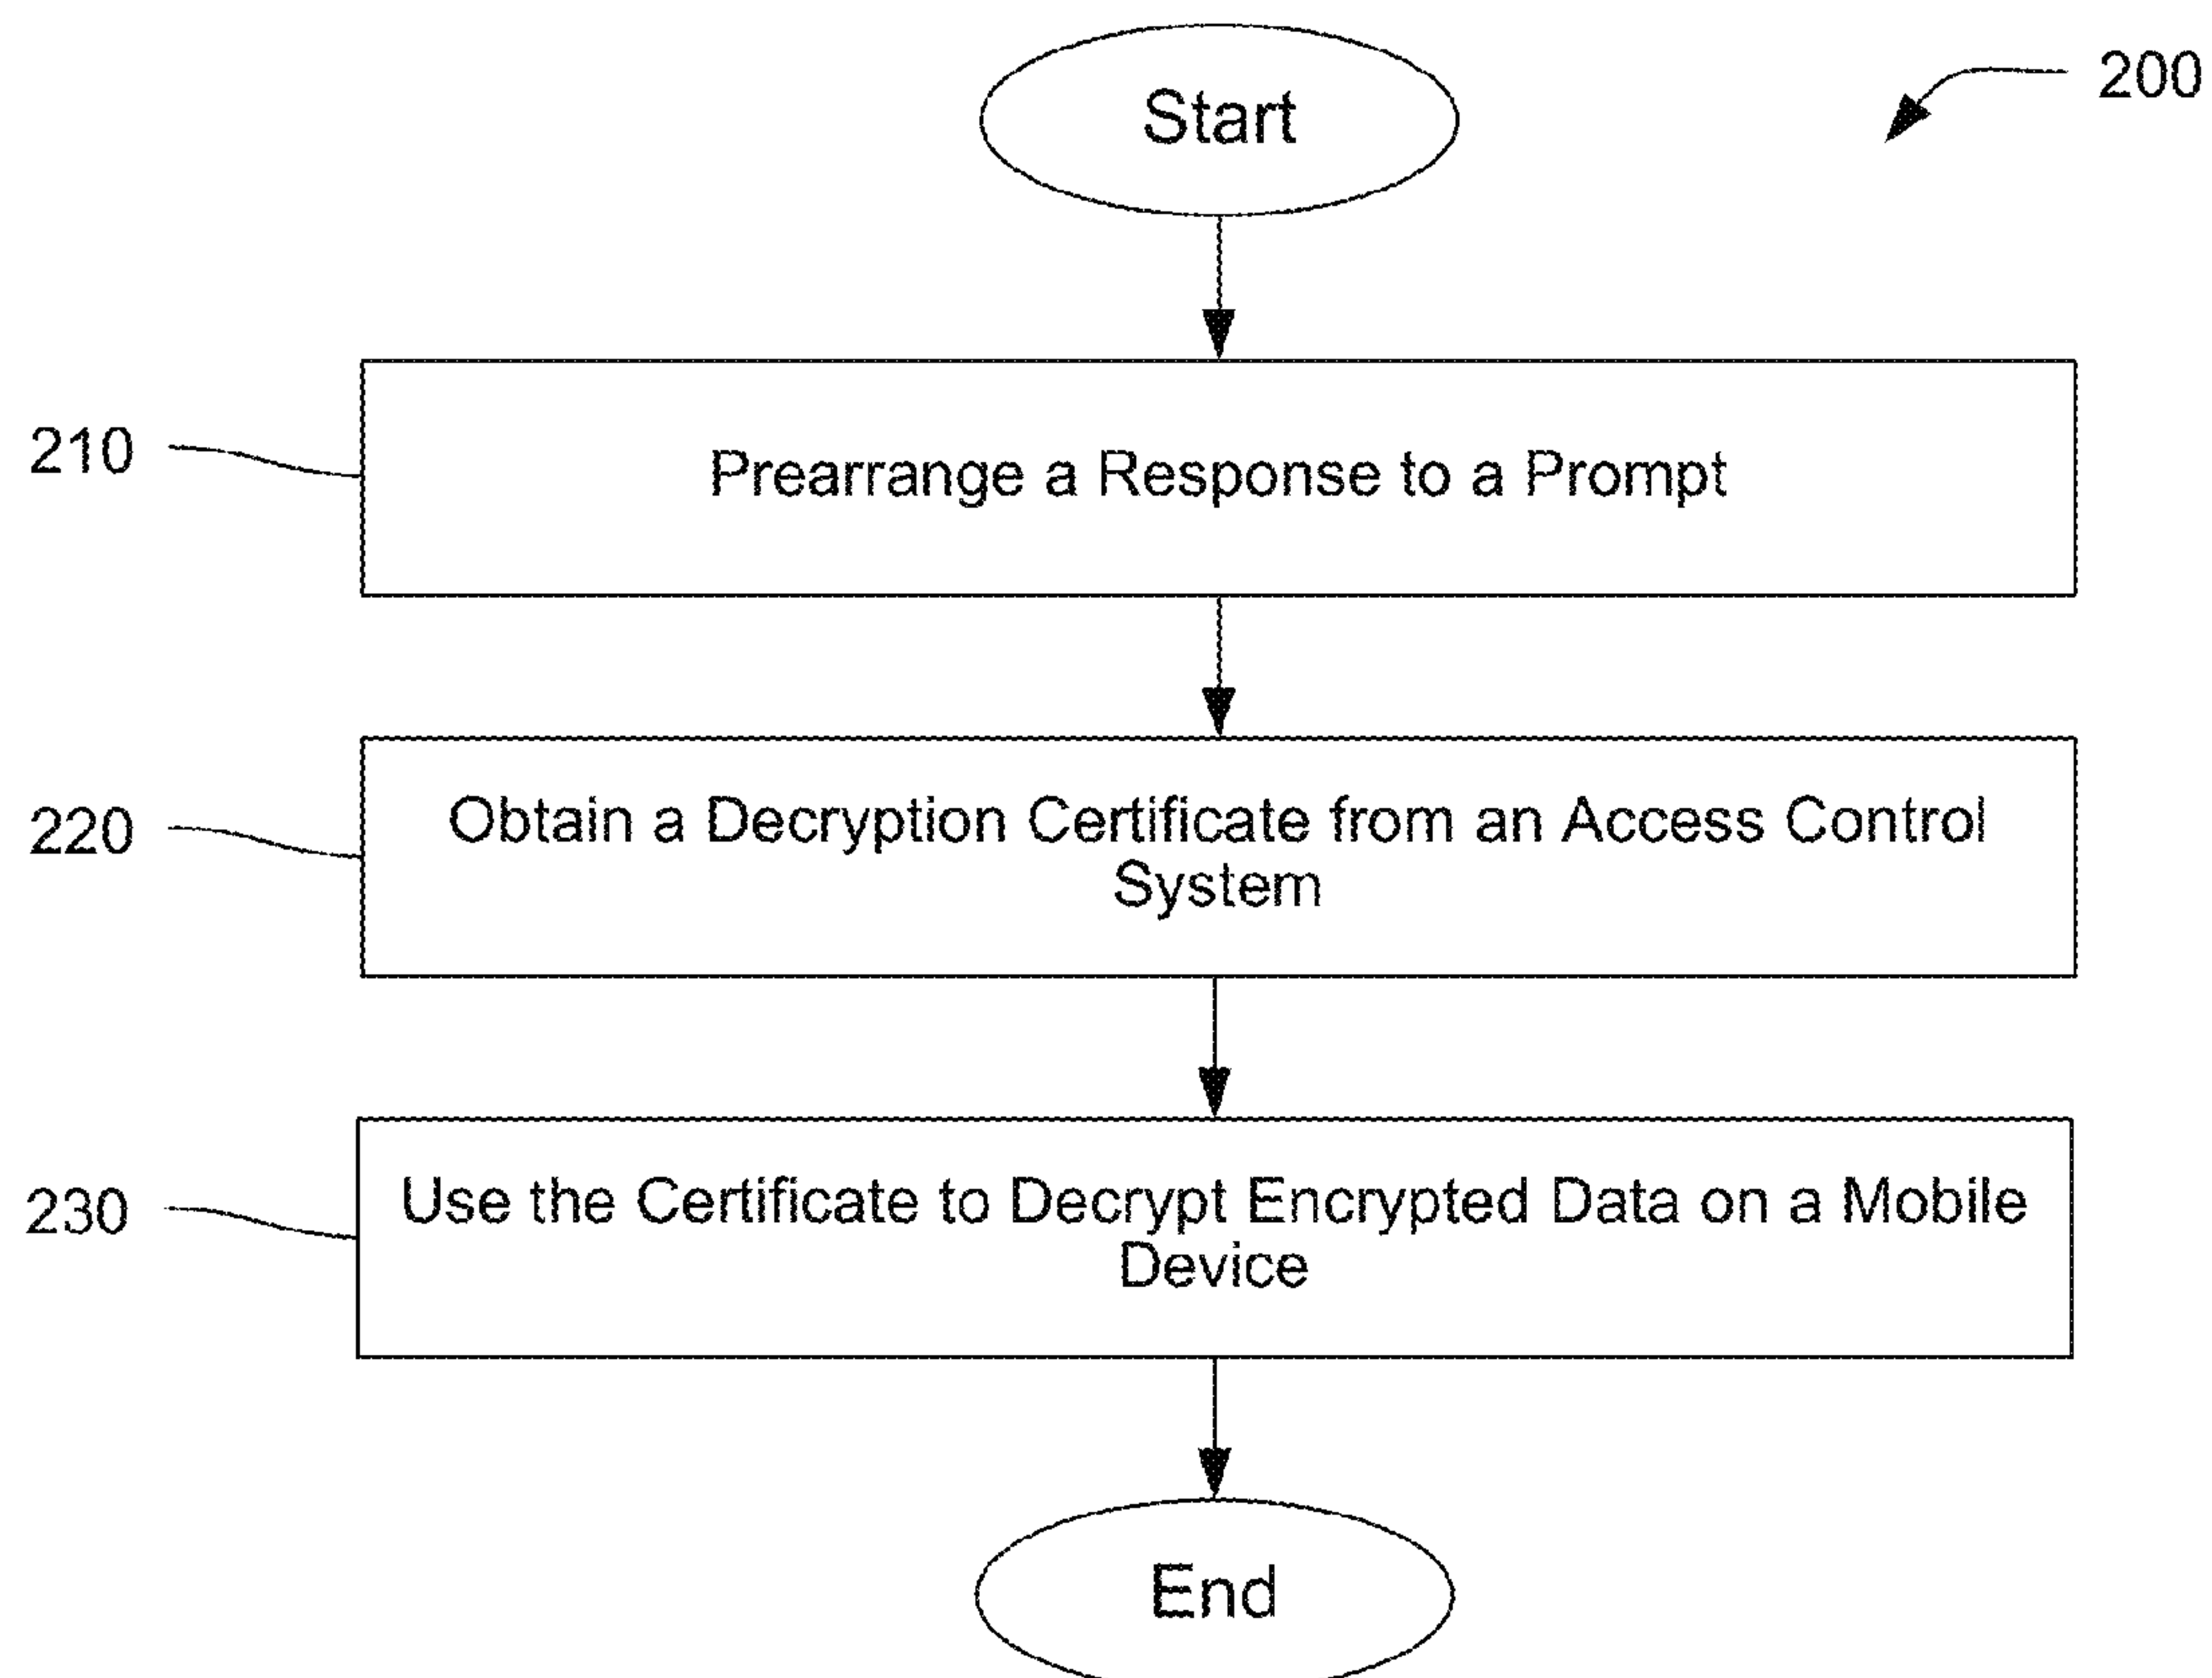 Start
200
210
Prearrange a Response to a Prompt
220
Obtain a Decryption Certificate from an Access Control
System
230
Use the Certificate to Decrypt Encrypted Data on a Mobile
Device
End